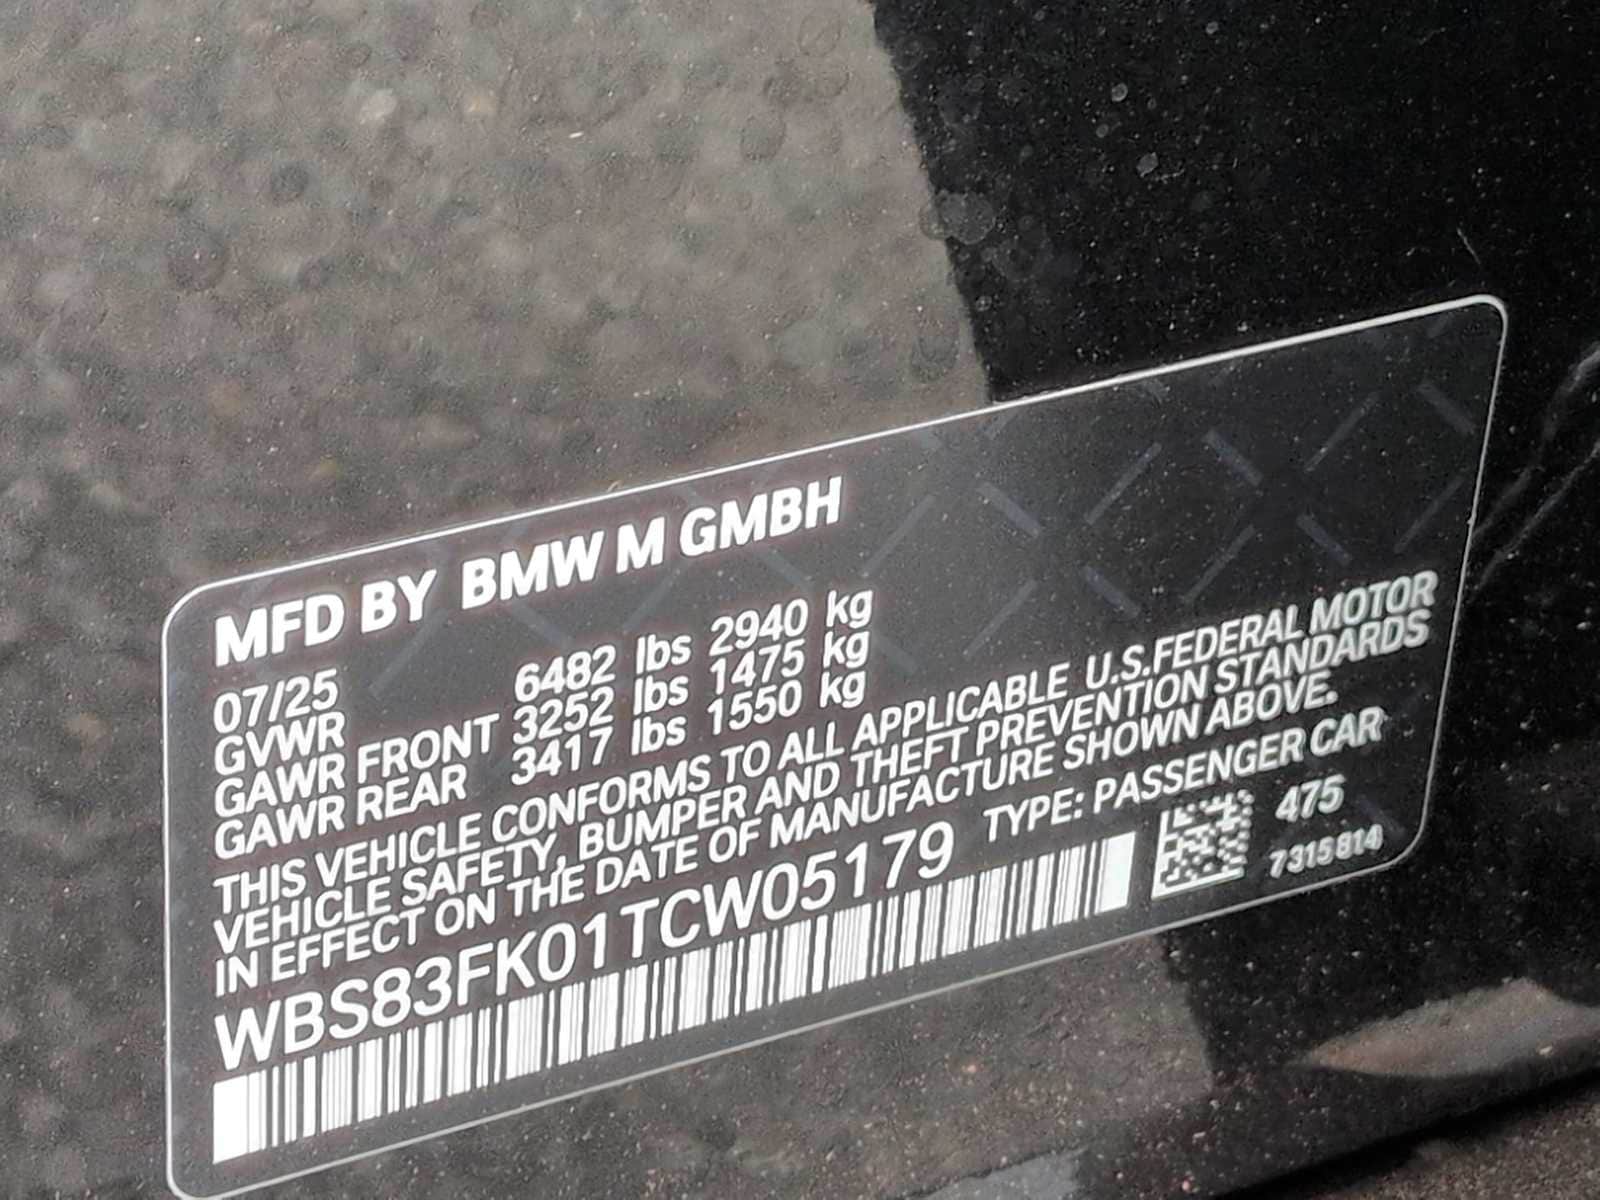 MFD BY BMW M GMBH
07/25
GVWR 6482 lbs 2940 kg
GAWR FRONT 3252 lbs 1475 kg
GAWR REAR 3417 lbs 1550 kg
THIS VEHICLE CONFORMS TO ALL APPLICABLE U.S.FEDERAL MOTOR
VEHICLE SAFETY, BUMPER AND THEFT PREVENTION STANDARDS
IN EFFECT ON THE DATE OF MANUFACTURE SHOWN ABOVE.
WBS83FK01TCW05179 TYPE: PASSENGER CAR
475
7315814